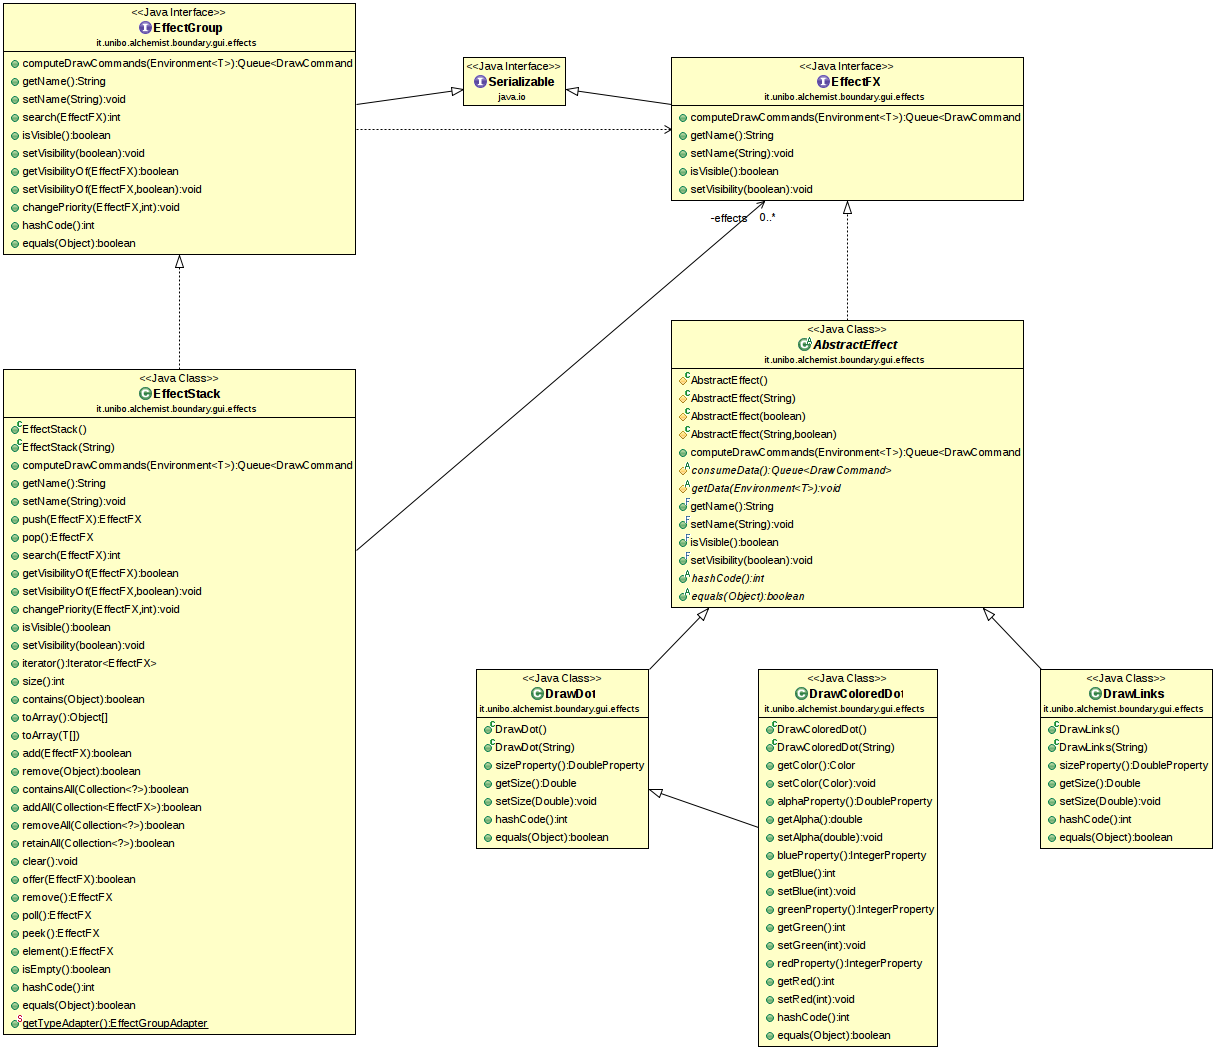 <<Java Interface>>
EffectGroup
it.unibo.alchemist.boundary.gui.effects
computeDrawCommands(Environment<T>):Queue<DrawCommand
getName():String
setName(String):void
search(EffectFX):int
isVisible():boolean
setVisibility(boolean):void
getVisibilityOf(EffectFX):boolean
setVisibilityOf(EffectFX,boolean):void
changePriority(EffectFX,int):void
hashCode():int
equals(Object):boolean
<<Java Interface>>
Serializable
java.io
<<Java Interface>>
EffectFX
it.unibo.alchemist.boundary.gui.effects
computeDrawCommands(Environment<T>):Queue<DrawCommand
getName():String
setName(String):void
isVisible():boolean
setVisibility(boolean):void
-effects 0..*
<<Java Class>>
EffectStack
it.unibo.alchemist.boundary.gui.effects
EffectStack()
EffectStack(String)
computeDrawCommands(Environment<T>):Queue<DrawCommand
getName():String
setName(String):void
push(EffectFX):EffectFX
pop():EffectFX
search(EffectFX):int
getVisibilityOf(EffectFX):boolean
setVisibilityOf(EffectFX,boolean):void
changePriority(EffectFX,int):void
isVisible():boolean
setVisibility(boolean):void
iterator():Iterator<EffectFX>
size():int
contains(Object):boolean
toArray():Object[]
toArray(T[])
add(EffectFX):boolean
remove(Object):boolean
containsAll(Collection<?>):boolean
addAll(Collection<EffectFX>):boolean
removeAll(Collection<?>):boolean
retainAll(Collection<?>):boolean
clear():void
offer(EffectFX):boolean
remove():EffectFX
poll():EffectFX
peek():EffectFX
element():EffectFX
isEmpty():boolean
hashCode():int
equals(Object):boolean
getTypeAdapter():EffectGroupAdapter
<<Java Class>>
AbstractEffect
it.unibo.alchemist.boundary.gui.effects
AbstractEffect()
AbstractEffect(String)
AbstractEffect(boolean)
AbstractEffect(String,boolean)
computeDrawCommands(Environment<T>):Queue<DrawCommand
consumeData():Queue<DrawCommand>
getData(Environment<T>):void
getName():String
setName(String):void
isVisible():boolean
setVisibility(boolean):void
hashCode():int
equals(Object):boolean
<<Java Class>>
DrawDot
it.unibo.alchemist.boundary.gui.effects
DrawDot()
DrawDot(String)
sizeProperty():DoubleProperty
getSize():Double
setSize(Double):void
hashCode():int
equals(Object):boolean
<<Java Class>>
DrawColoredDot
it.unibo.alchemist.boundary.gui.effects
DrawColoredDot()
DrawColoredDot(String)
getColor():Color
setColor(Color):void
alphaProperty():DoubleProperty
getAlpha():double
setAlpha(double):void
blueProperty():IntegerProperty
getBlue():int
setBlue(int):void
greenProperty():IntegerProperty
getGreen():int
setGreen(int):void
redProperty():IntegerProperty
getRed():int
setRed(int):void
hashCode():int
equals(Object):boolean
<<Java Class>>
DrawLinks
it.unibo.alchemist.boundary.gui.effects
DrawLinks()
DrawLinks(String)
sizeProperty():DoubleProperty
getSize():Double
setSize(Double):void
hashCode():int
equals(Object):boolean